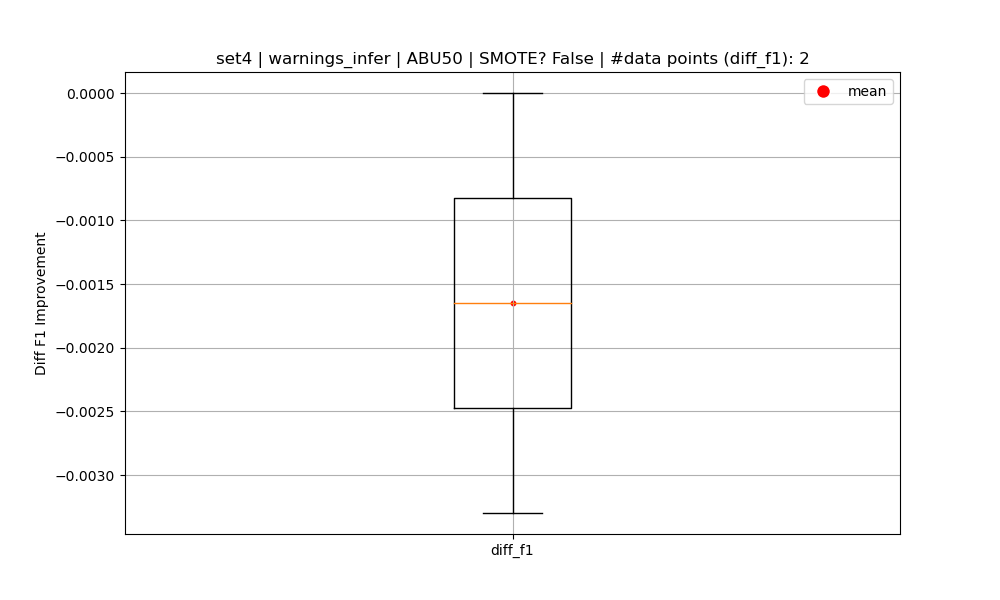 set4 | warnings_infer | ABU50 | SMOTE? False | #data points (diff_f1): 2
mean
0.0000
−0.0005
−0.0010
−0.0015
−0.0020
−0.0025
−0.0030
Diff F1 Improvement
diff_f1